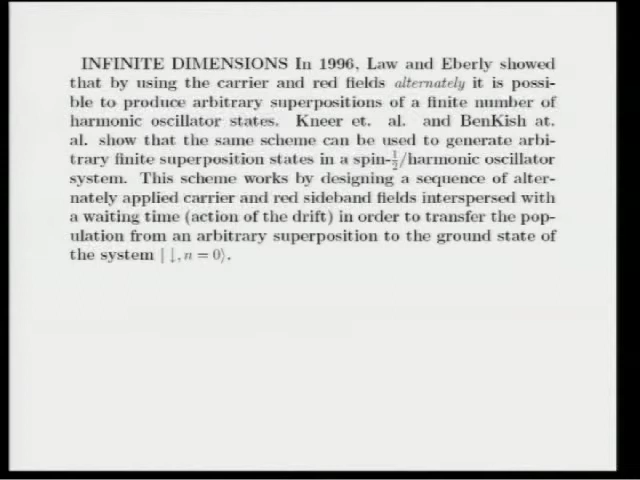 INFINITE DIMENSIONS In 1996, Law and Eberly showed
that by using the carrier and red fields alternately it is possi-
ble to produce arbitrary superpositions of a finite number of
harmonic oscillator states. Kneer et. al. and BenKish at.
al. show that the same scheme can be used to generate arbi-
trary finite superposition states in a spin-½/harmonic oscillator
system. This scheme works by designing a sequence of alter-
nately applied carrier and red sideband fields interspersed with
a waiting time (action of the drift) in order to transfer the pop-
ulation from an arbitrary superposition to the ground state of
the system | ↓, n = 0⟩.